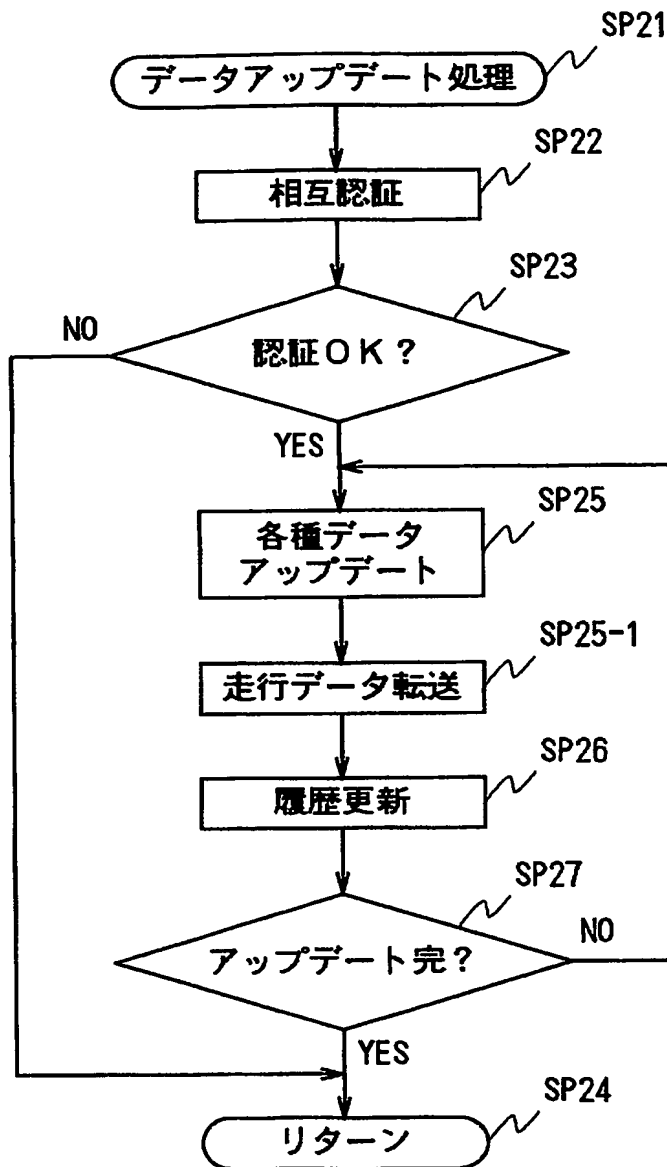 SP21
データアップデート処理
SP22
相互認証
SP23
NO
認証OK?
YES
SP25
各種データ
アップデート
SP25-1
走行データ転送
SP26
履歴更新
SP27
NO
アップデート完?
YES
SP24
リターン